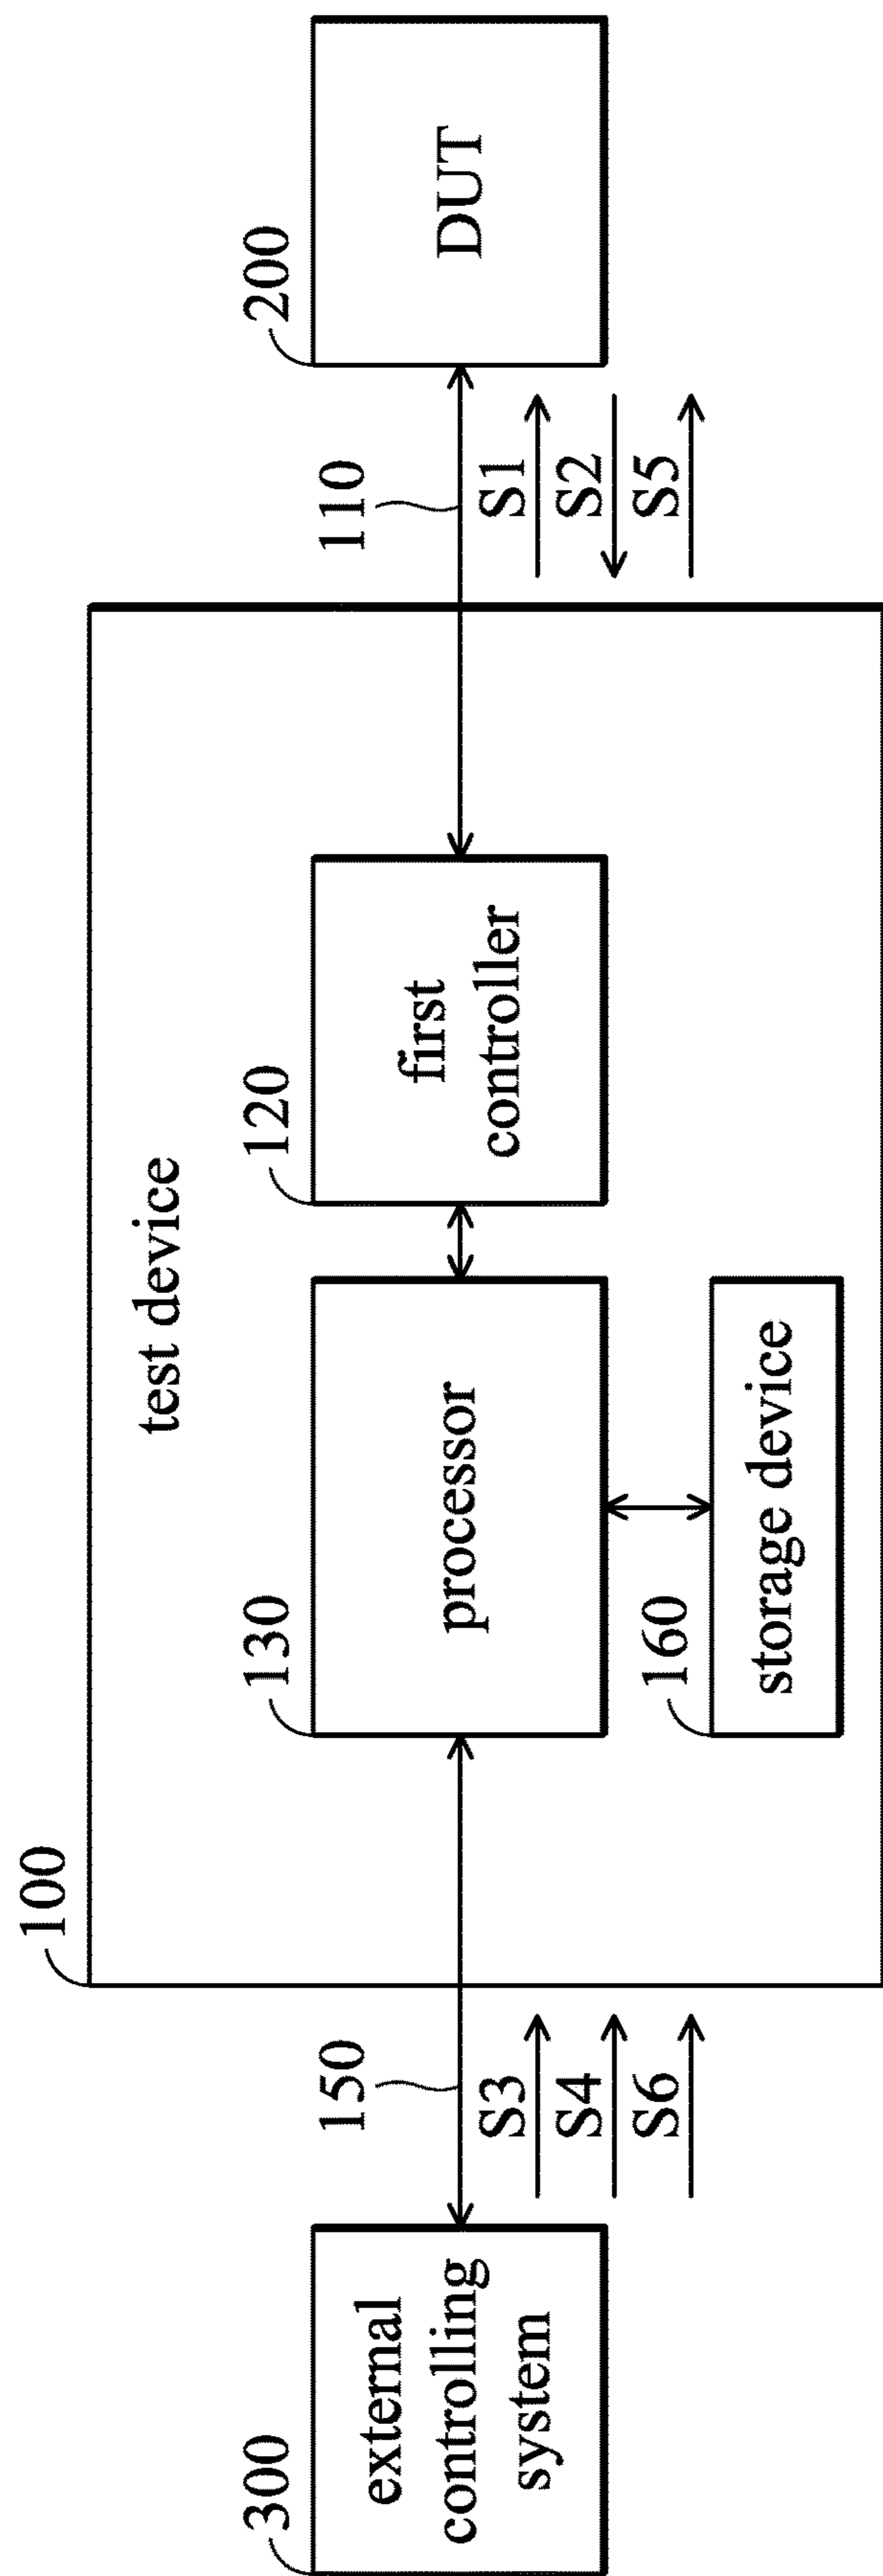 100
test device
300
external
controlling
system
150
S3
S4
S6
130
processor
160
storage device
120
first
controller
110
S1
S2
S5
200
DUT